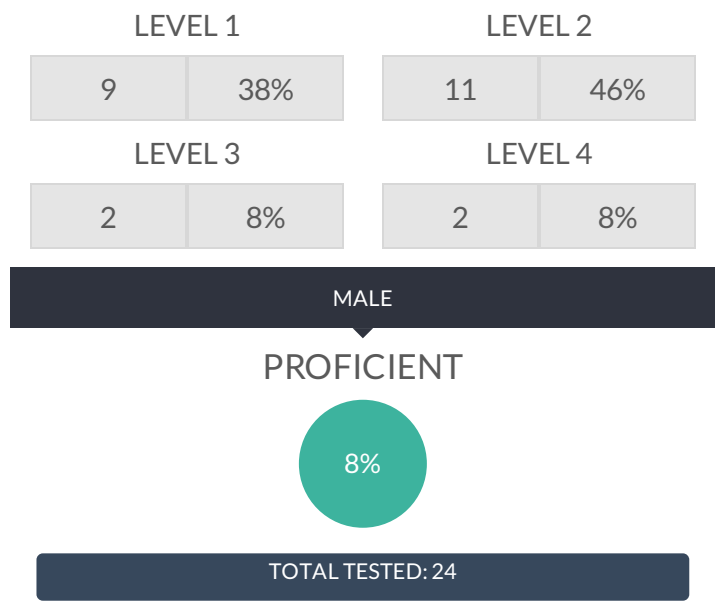 LEVEL 1 LEVEL 2
9 38% 11 46%
LEVEL 3 LEVEL 4
2 8% 2 8%
MALE
PROFICIENT
8%
TOTAL TESTED: 24